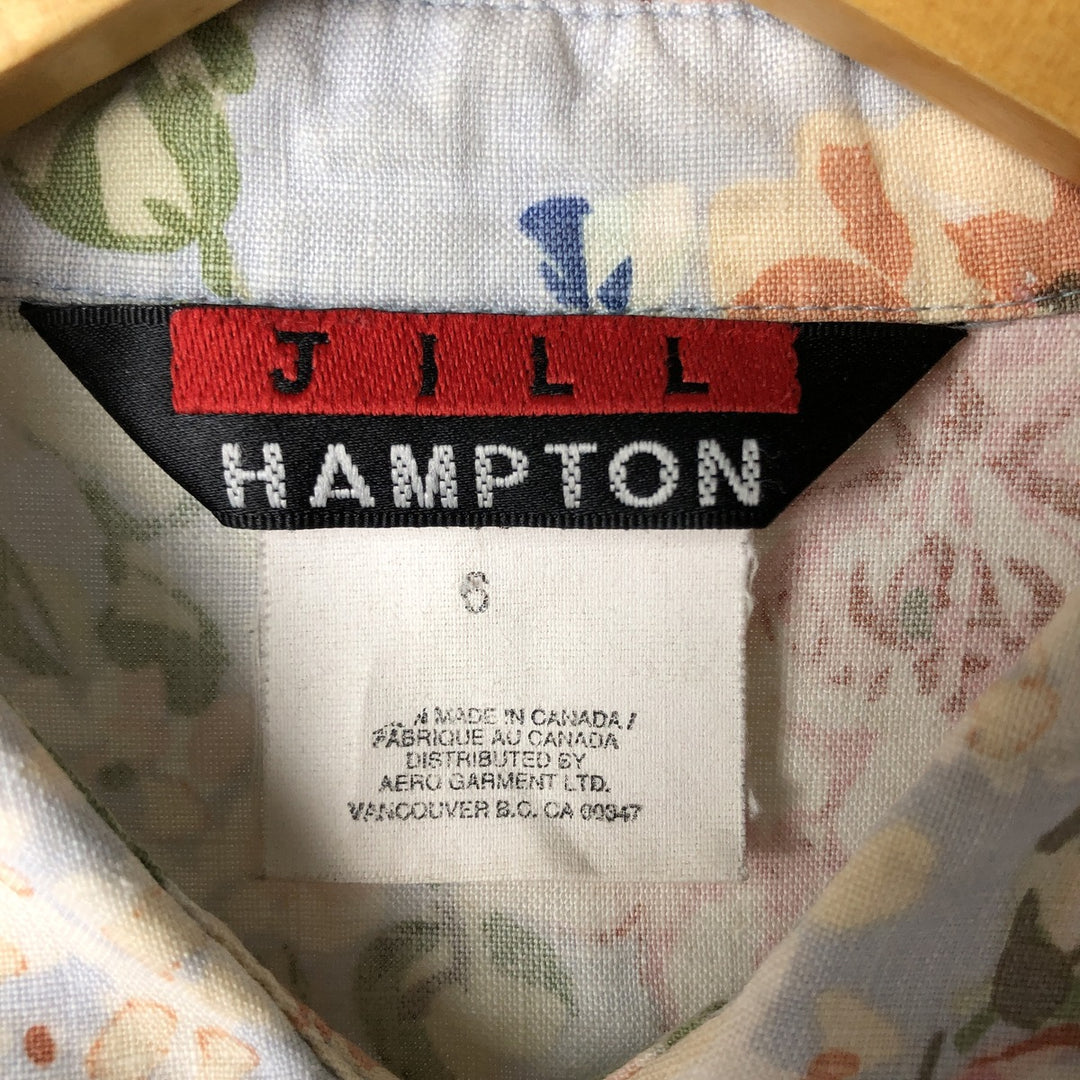 JILL
HAMPTON
6
MADE IN CANADA /
FABRIQUE AU CANADA
DISTRIBUTED BY
AERO GARMENT LTD.
VANCOUVER B.C. CA 00347